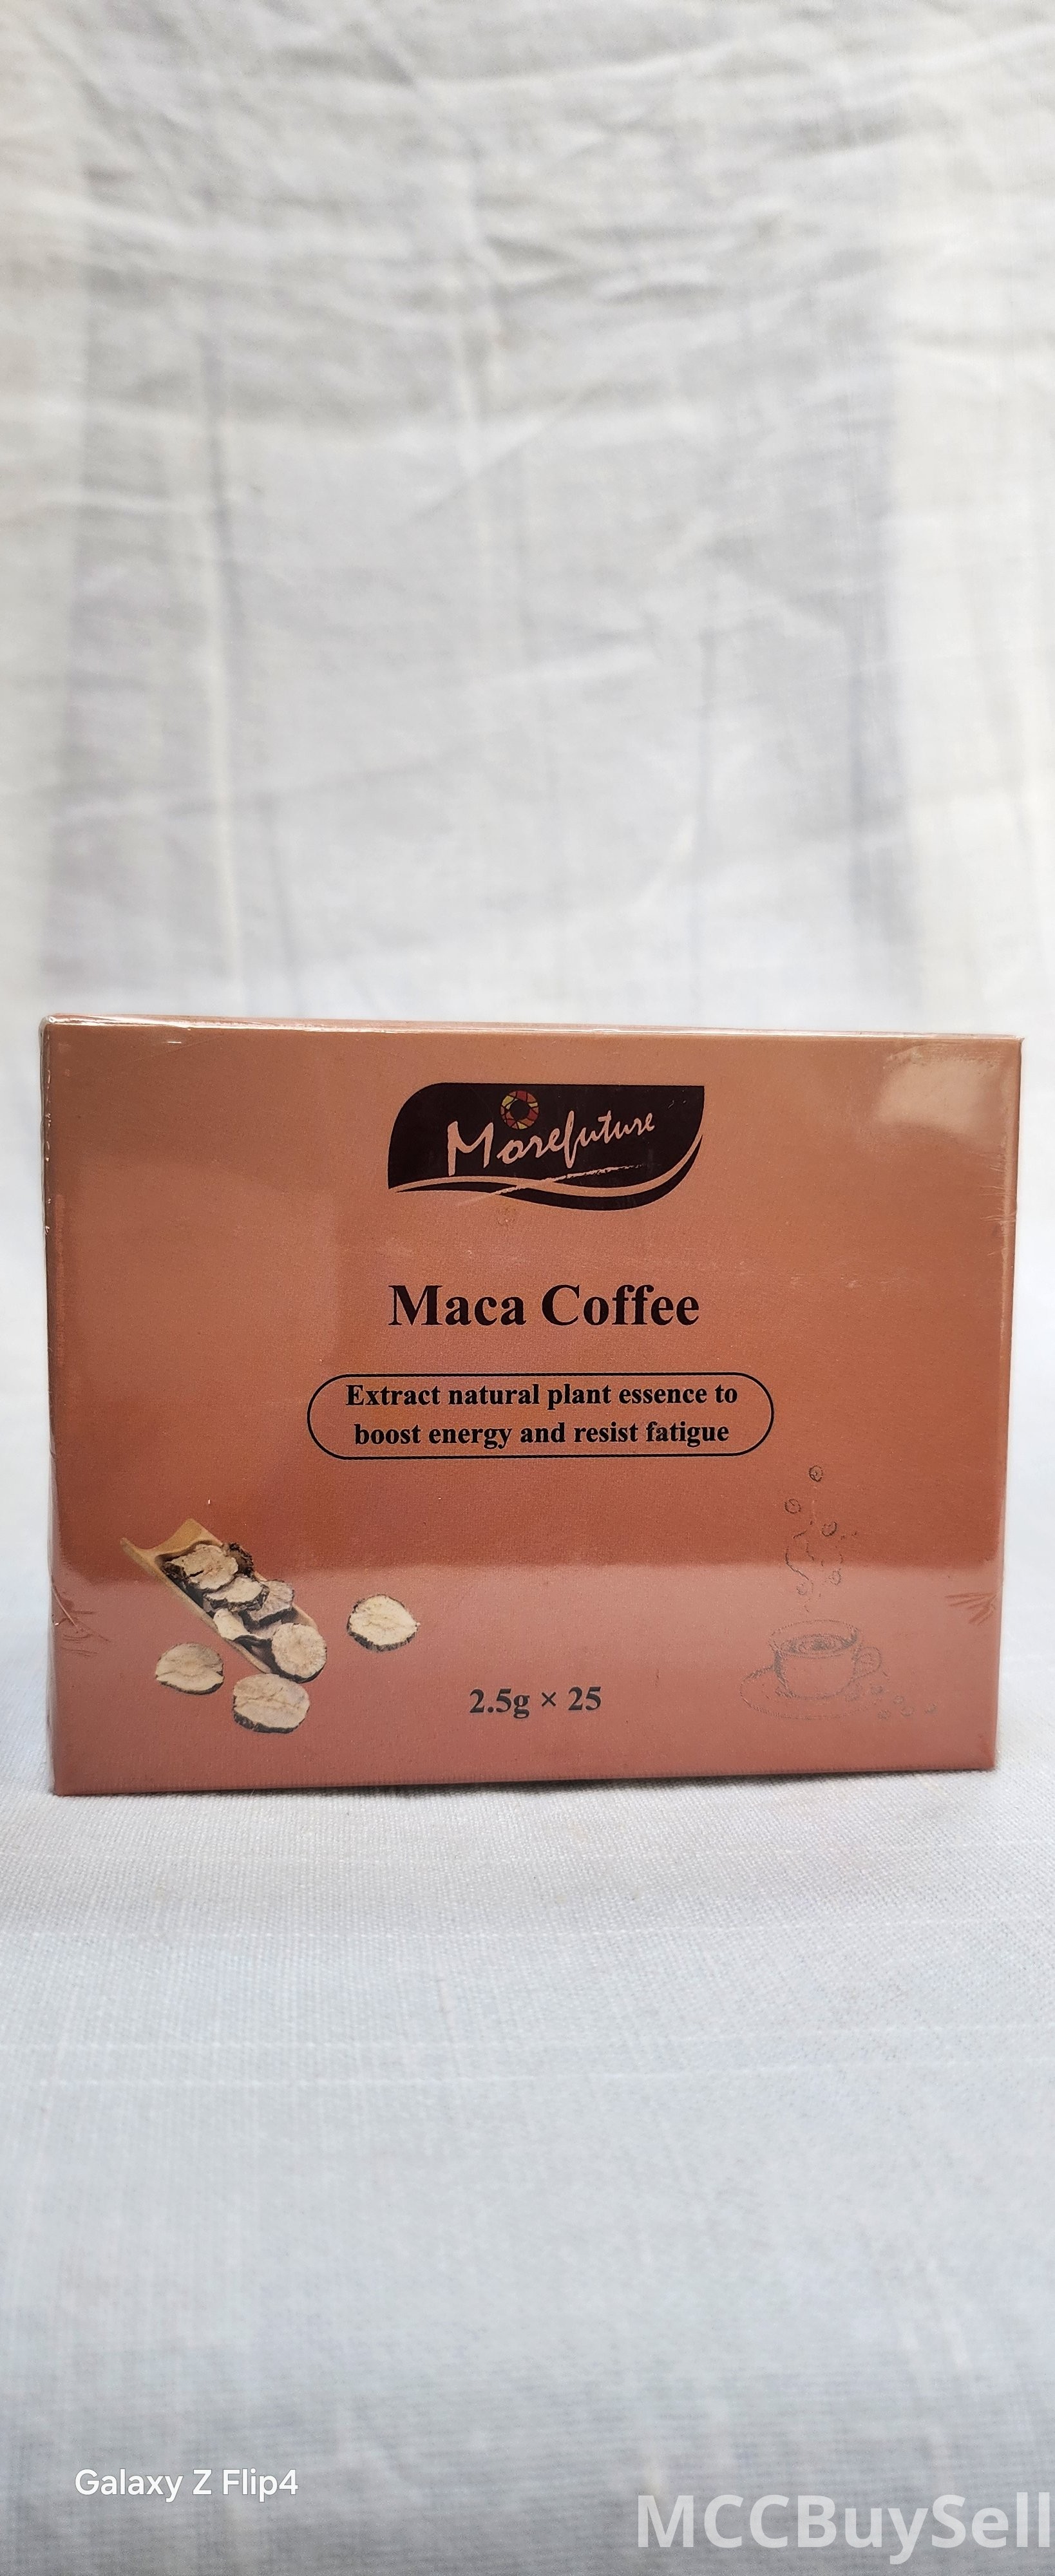 Morefuture
Maca Coffee
Extract natural plant essence to
boost energy and resist fatigue
2.5g × 25
Galaxy Z Flip4
MCCBuySell